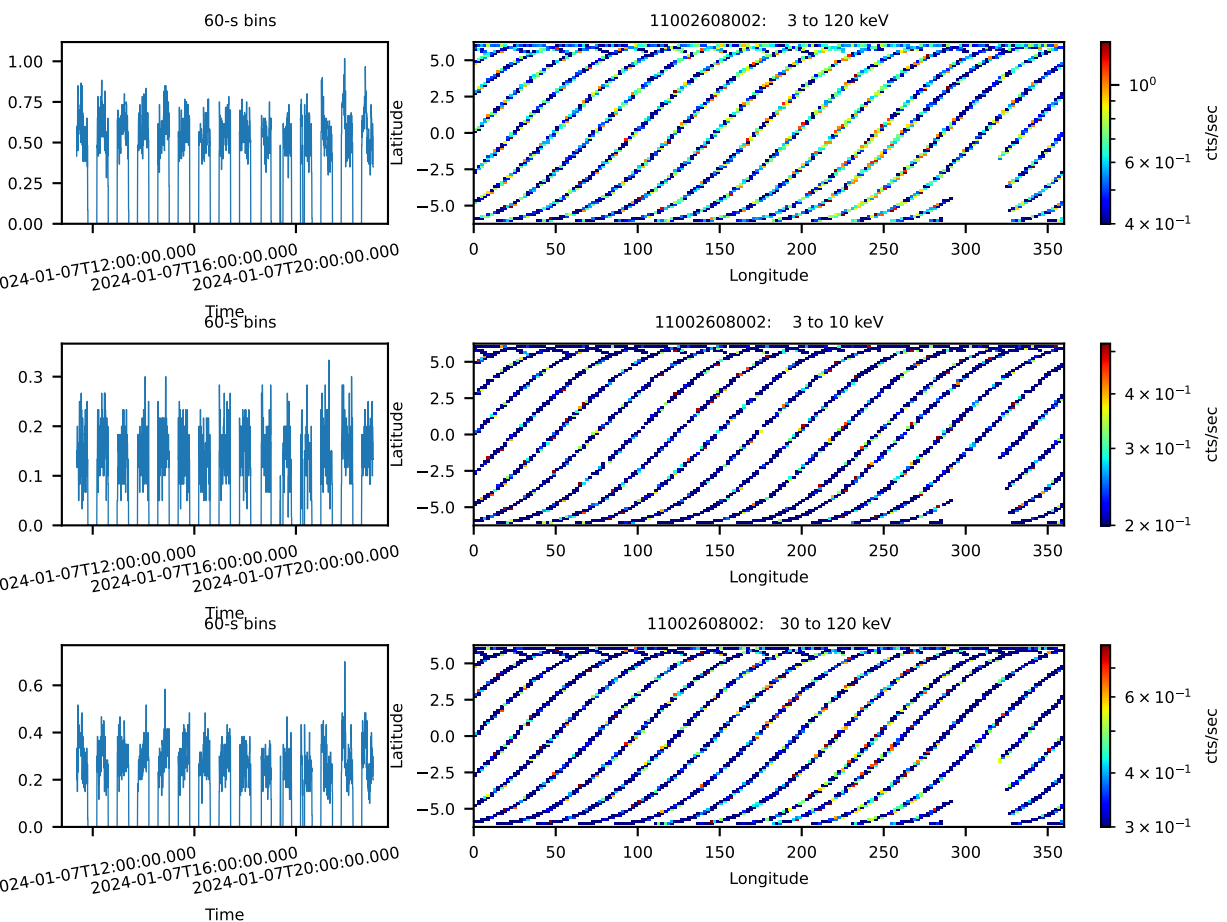 60-s bins
11002608002: 3 to 120 keV
1.00
0.75
0.50
0.25
0.00
Latitude
5.0
2.5
0.0
−2.5
−5.0
10^0
6 × 10^−1
4 × 10^−1
cts/sec
0 50 100 150 200 250 300 350
Longitude
024-01-07T12:00:00.000
2024-01-07T16:00:00.000
2024-01-07T20:00:00.000
Time
60-s bins
11002608002: 3 to 10 keV
0.3
0.2
0.1
0.0
Latitude
5.0
2.5
0.0
−2.5
−5.0
4 × 10^−1
3 × 10^−1
2 × 10^−1
cts/sec
0 50 100 150 200 250 300 350
Longitude
024-01-07T12:00:00.000
2024-01-07T16:00:00.000
2024-01-07T20:00:00.000
Time
60-s bins
11002608002: 30 to 120 keV
0.6
0.4
0.2
0.0
Latitude
5.0
2.5
0.0
−2.5
−5.0
6 × 10^−1
4 × 10^−1
3 × 10^−1
cts/sec
0 50 100 150 200 250 300 350
Longitude
024-01-07T12:00:00.000
2024-01-07T16:00:00.000
2024-01-07T20:00:00.000
Time